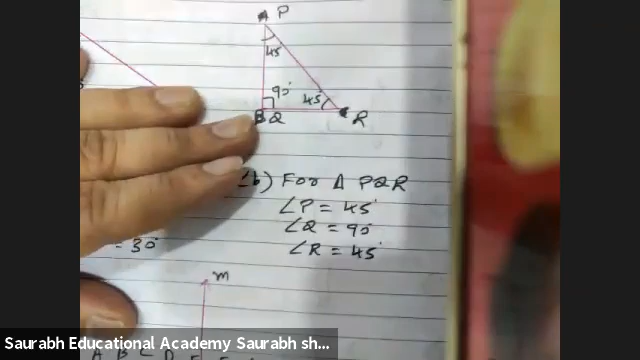 P
45
90°
45°
Q
R
b) For Δ PQR
∠P = 45°
∠Q = 90°
= 30°
∠R = 45°
m
A B C D
Saurabh Educational Academy Saurabh sh...